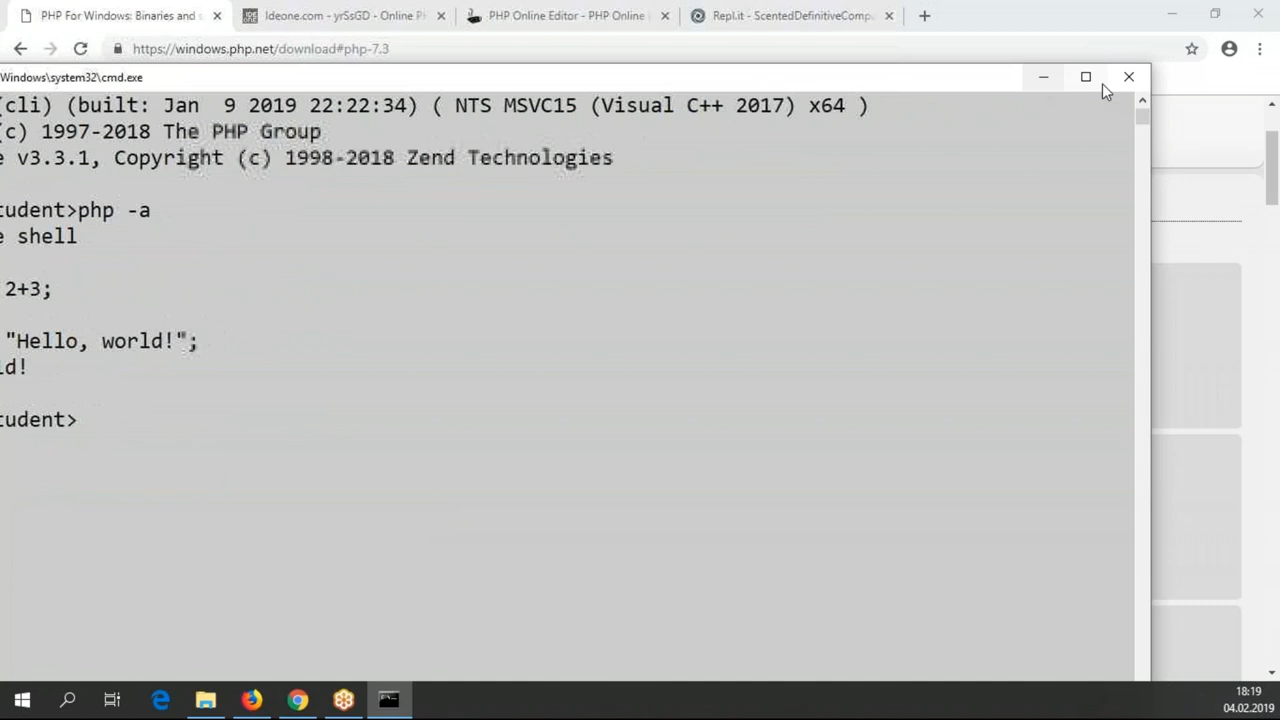 PHP For Windows: Binaries and s
Ideone.com - yrSsGD - Online P
PHP Online Editor - PHP Online
Repl.it - ScentedDefinitiveComp
https://windows.php.net/download#php-7.3
Windows\system32\cmd.exe
(cli) (built: Jan  9 2019 22:22:34) ( NTS MSVC15 (Visual C++ 2017) x64 )
(c) 1997-2018 The PHP Group
e v3.3.1, Copyright (c) 1998-2018 Zend Technologies
tudent>php -a
e shell
2+3;
"Hello, world!";
ld!
tudent>
18:19
04.02.2019